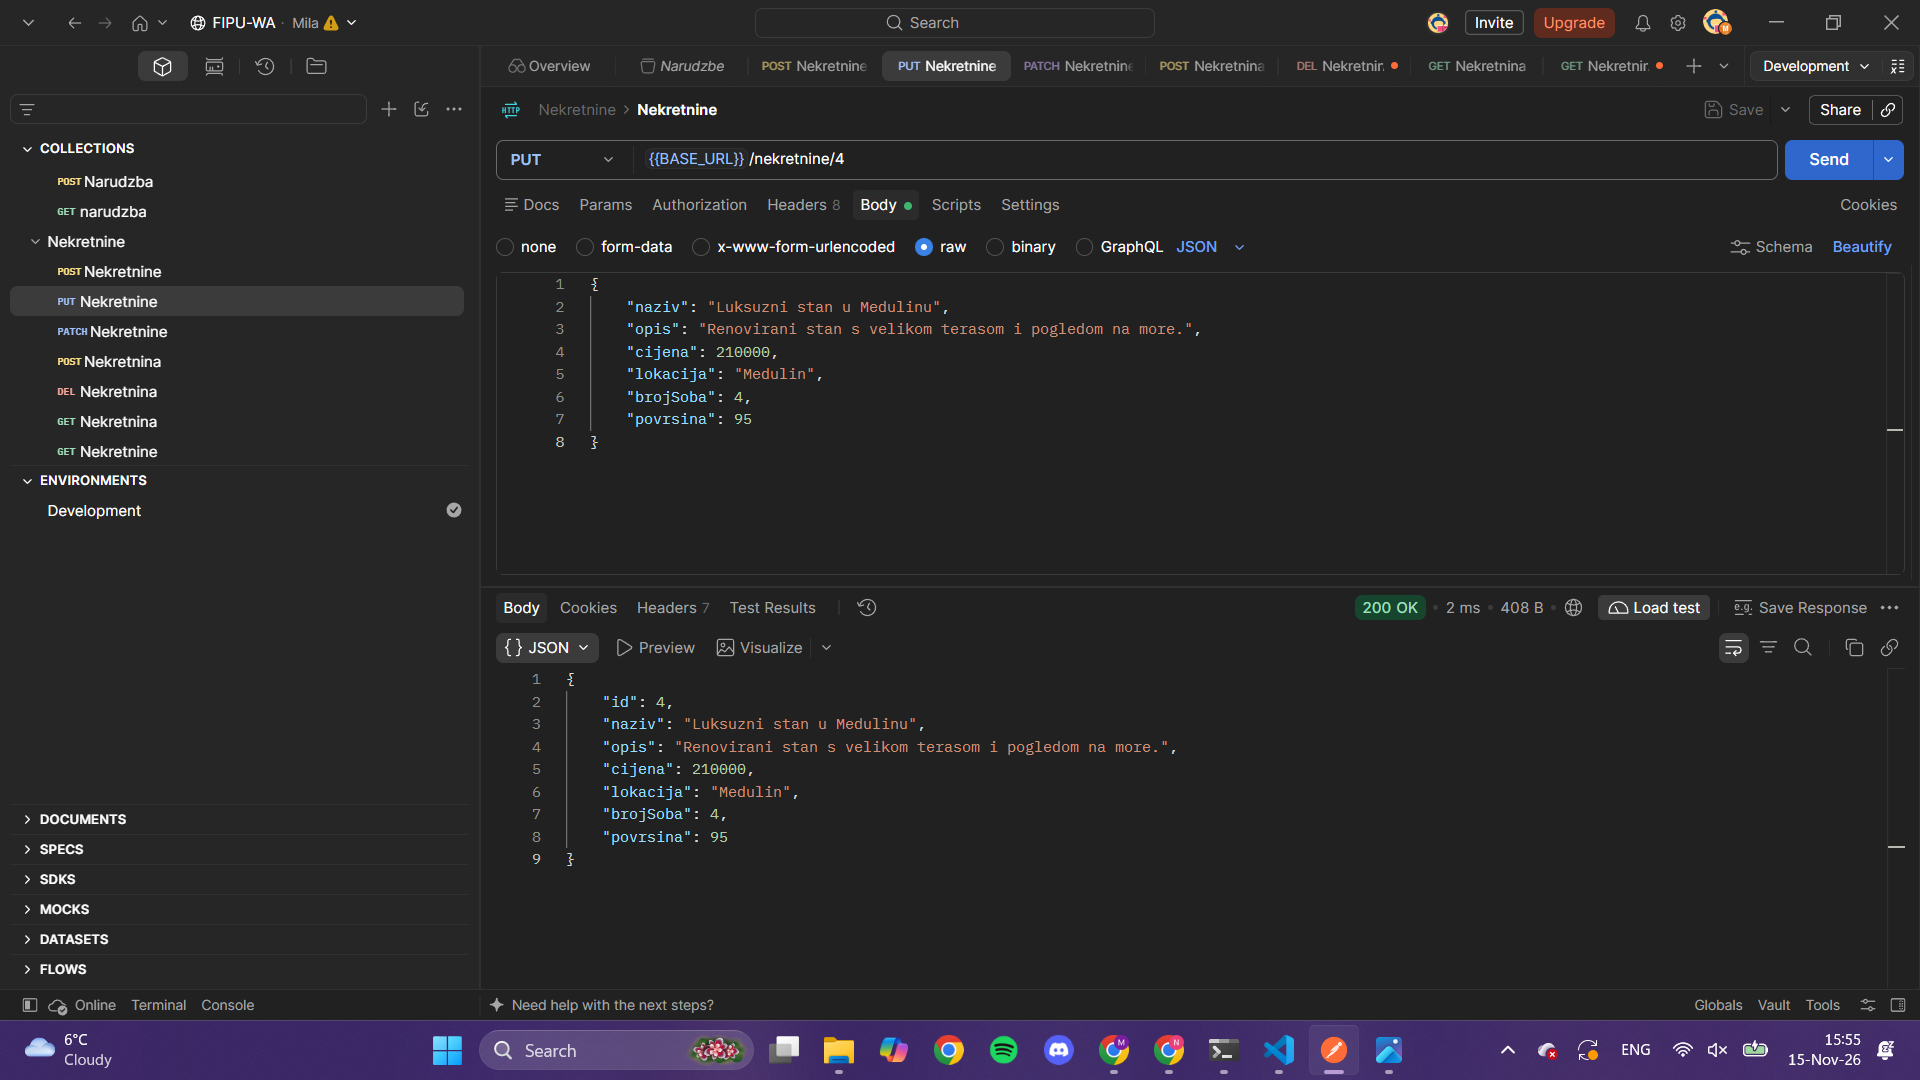 FIPU-WA · Mila
Search
Invite
Upgrade
Overview
Narudzbe
POST Nekretnine
PUT Nekretnine
PATCH Nekretnine
POST Nekretnina
DEL Nekretnir.
GET Nekretnina
GET Nekretnir.
Development
Nekretnine > Nekretnine
Save
Share
COLLECTIONS
POST Narudzba
GET narudzba
Nekretnine
POST Nekretnine
PUT Nekretnine
PATCH Nekretnine
POST Nekretnina
DEL Nekretnina
GET Nekretnina
GET Nekretnine
ENVIRONMENTS
Development
DOCUMENTS
SPECS
SDKS
MOCKS
DATASETS
FLOWS
PUT
{{BASE_URL}} /nekretnine/4
Send
Docs Params Authorization Headers 8 Body Scripts Settings Cookies
none form-data x-www-form-urlencoded raw binary GraphQL JSON Schema Beautify
1 {
2 "naziv": "Luksuzni stan u Medulinu",
3 "opis": "Renovirani stan s velikom terasom i pogledom na more.",
4 "cijena": 210000,
5 "lokacija": "Medulin",
6 "brojSoba": 4,
7 "povrsina": 95
8 }
Body Cookies Headers 7 Test Results 200 OK • 2 ms • 408 B • Load test e.g. Save Response
{} JSON Preview Visualize
1 {
2 "id": 4,
3 "naziv": "Luksuzni stan u Medulinu",
4 "opis": "Renovirani stan s velikom terasom i pogledom na more.",
5 "cijena": 210000,
6 "lokacija": "Medulin",
7 "brojSoba": 4,
8 "povrsina": 95
9 }
Online Terminal Console
Need help with the next steps?
Globals Vault Tools
6°C
Cloudy
Search
ENG
15:55
15-Nov-26